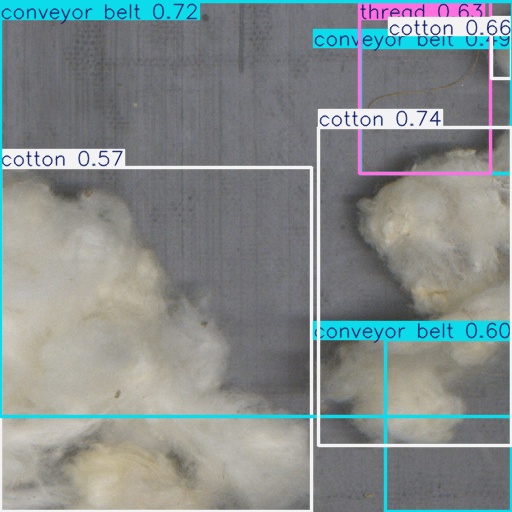 conveyor belt 0.72
thread 0.63
cotton 0.66
conveyor belt 0.49
cotton 0.74
cotton 0.57
conveyor belt 0.60